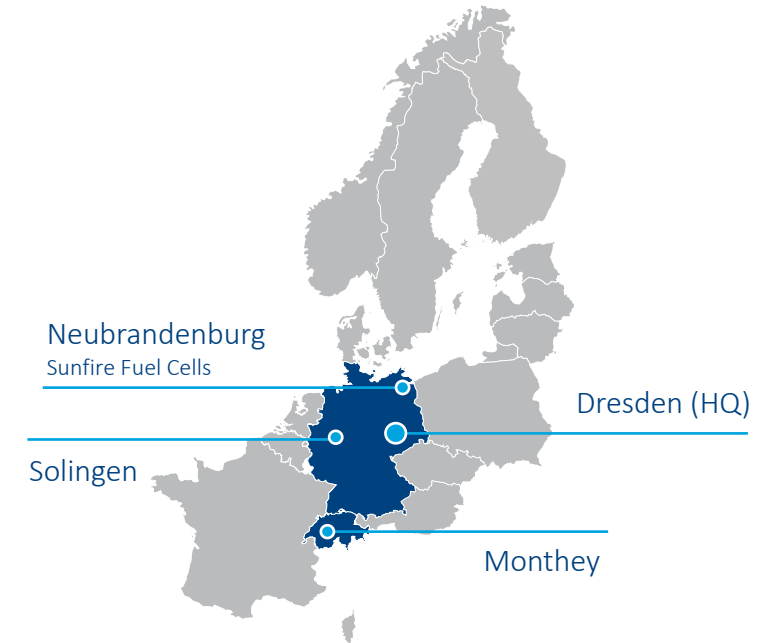 Neubrandenburg
Sunfire Fuel Cells
Dresden (HQ)
Solingen
Monthey